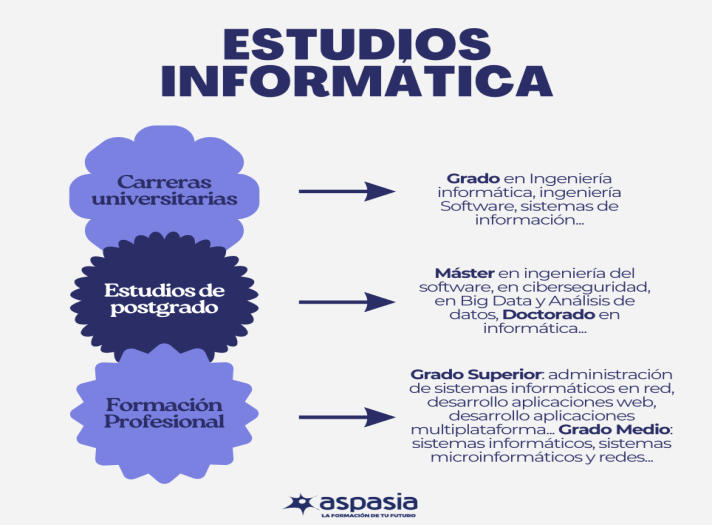 ESTUDIOS
INFORMÁTICA
Carreras
universitarias
Grado en Ingeniería
informática, ingeniería
Software, sistemas de
información...
Estudios de
postgrado
Máster en ingeniería del
software, en ciberseguridad,
en Big Data y Análisis de
datos, Doctorado en
informática...
Formación
Profesional
Grado Superior: administración
de sistemas informáticos en red,
desarrollo aplicaciones web,
desarrollo aplicaciones
multiplataforma... Grado Medio:
sistemas informáticos, sistemas
microinformáticos y redes...
aspasia
LA FORMACIÓN DE TU FUTURO